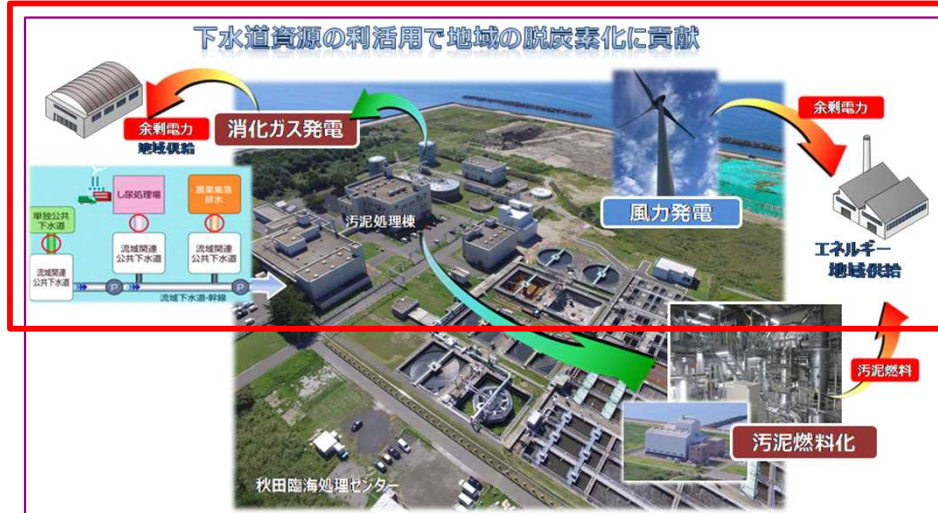 下水道資源の利活用で地域の脱炭素化に貢献
余剰電力
地域供給
消化ガス発電
余剰電力
風力発電
エネルギー
地域供給
し尿処理場
農業集落
排水
単独公共
下水道
流域関連
公共下水道
流域関連
公共下水道
流域関連
公共下水道
P
P
流域下水道・幹線
汚泥処理棟
汚泥燃料
汚泥燃料化
秋田臨海処理センター